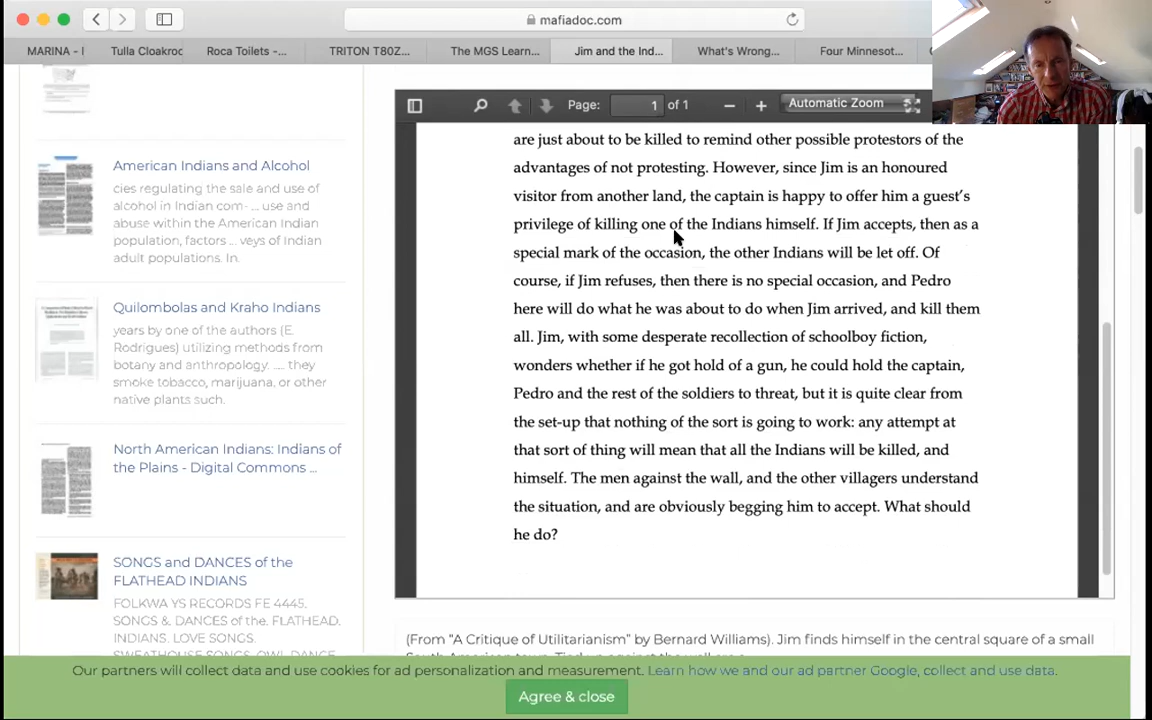 mafiadoc.com
MARINA - I
Tulla Cloakroc
Roca Toilets -...
TRITON T80Z...
The MGS Learn...
Jim and the Ind...
What's Wrong...
Four Minnesot...
Page: 1 of 1
Automatic Zoom
American Indians and Alcohol
cies regulating the sale and use of
alcohol in Indian com- ... use and
abuse within the American Indian
population, factors ... veys of Indian
adult populations. In.
Quilombolas and Kraho Indians
years by one of the authors (E.
Rodrigues) utilizing methods from
botany and anthropology. .... they
smoke tobacco, marijuana, or other
native plants such.
North American Indians: Indians of
the Plains - Digital Commons ...
SONGS and DANCES of the
FLATHEAD INDIANS
FOLKWA YS RECORDS FE 4445.
SONGS & DANCES of the. FLATHEAD.
INDIANS. LOVE SONGS.
SWEATHOUSE SONGS. OWL DANCE
are just about to be killed to remind other possible protestors of the
advantages of not protesting. However, since Jim is an honoured
visitor from another land, the captain is happy to offer him a guest's
privilege of killing one of the Indians himself. If Jim accepts, then as a
special mark of the occasion, the other Indians will be let off. Of
course, if Jim refuses, then there is no special occasion, and Pedro
here will do what he was about to do when Jim arrived, and kill them
all. Jim, with some desperate recollection of schoolboy fiction,
wonders whether if he got hold of a gun, he could hold the captain,
Pedro and the rest of the soldiers to threat, but it is quite clear from
the set-up that nothing of the sort is going to work: any attempt at
that sort of thing will mean that all the Indians will be killed, and
himself. The men against the wall, and the other villagers understand
the situation, and are obviously begging him to accept. What should
he do?
(From "A Critique of Utilitarianism" by Bernard Williams). Jim finds himself in the central square of a small
South American town. Tied up against the wall are a
Our partners will collect data and use cookies for ad personalization and measurement. Learn how we and our ad partner Google, collect and use data.
Agree & close